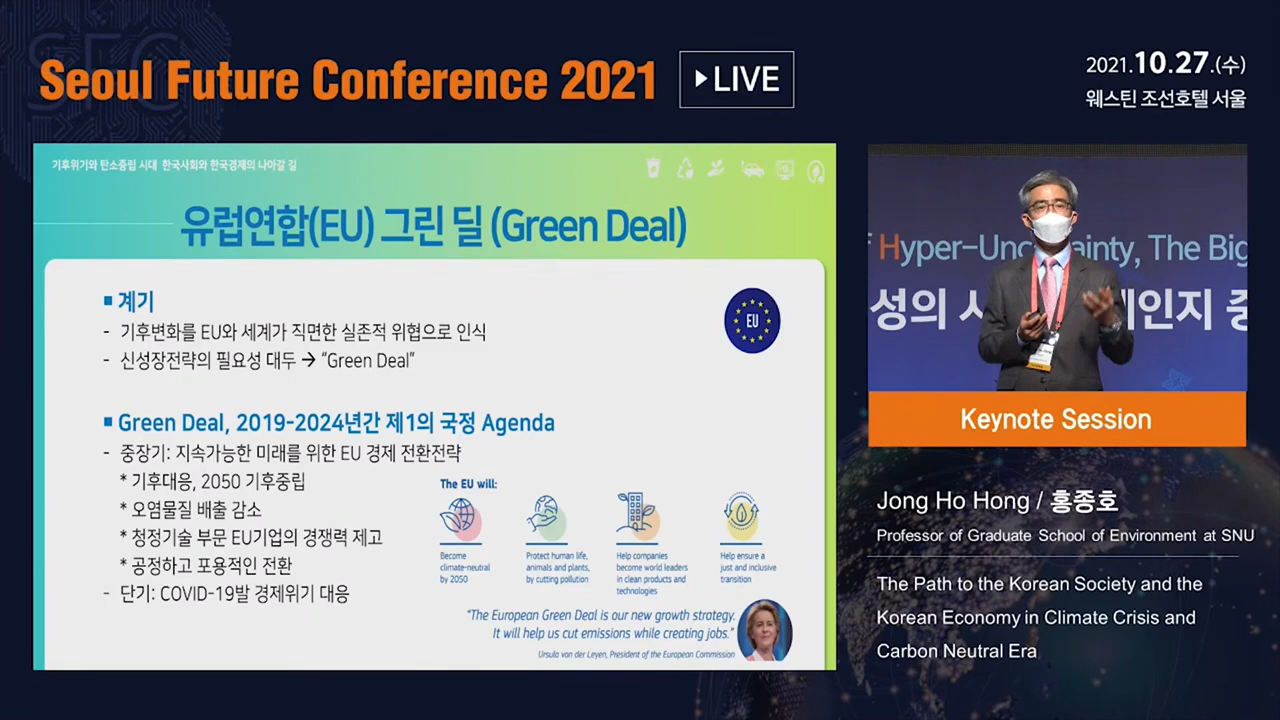 SFC
Seoul Future Conference 2021
LIVE
2021.10.27.(수)
웨스틴 조선호텔 서울
기후위기와 탄소중립 시대 한국사회와 한국경제의 나아갈 길
유럽연합(EU) 그린 딜 (Green Deal)
계기
- 기후변화를 EU와 세계가 직면한 실존적 위협으로 인식
- 신성장전략의 필요성 대두 → “Green Deal”
EU
Green Deal, 2019-2024년간 제1의 국정 Agenda
- 중장기: 지속가능한 미래를 위한 EU 경제 전환전략
* 기후대응, 2050 기후중립
* 오염물질 배출 감소
* 청정기술 부문 EU기업의 경쟁력 제고
* 공정하고 포용적인 전환
- 단기: COVID-19발 경제위기 대응
The EU will:
Become
climate-neutral
by 2050
Protect human life,
animals and plants,
by cutting pollution
Help companies
become world leaders
in clean products and
technologies
Help ensure a
just and inclusive
transition
“The European Green Deal is our new growth strategy.
It will help us cut emissions while creating jobs.”
Ursula von der Leyen, President of the European Commission
f Hyper-Uncertainty, The Big
성의 시 체인지 중
Keynote Session
Jong Ho Hong / 홍종호
Professor of Graduate School of Environment at SNU
The Path to the Korean Society and the
Korean Economy in Climate Crisis and
Carbon Neutral Era